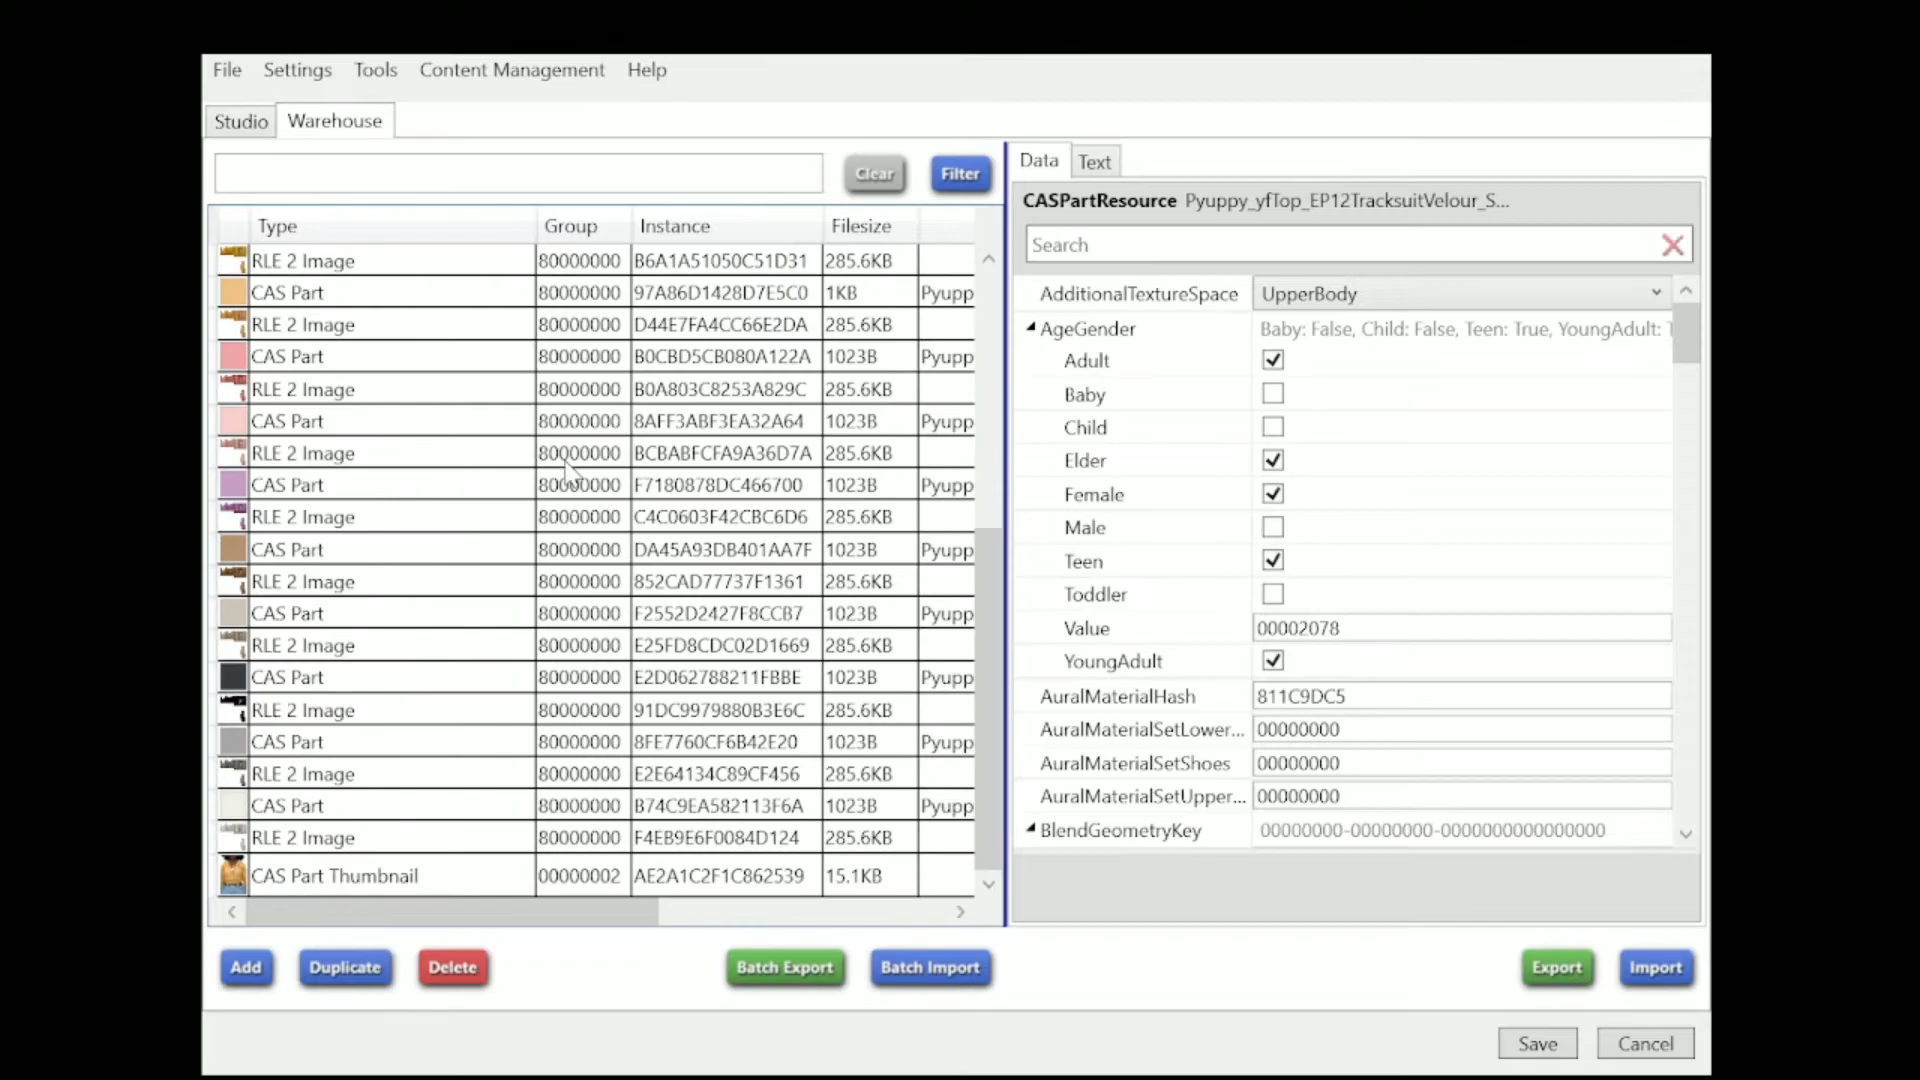 File Settings Tools Content Management Help
Studio Warehouse
Clear Filter
Type Group Instance Filesize
RLE 2 Image 80000000 B6A1A51050C51D31 285.6KB
CAS Part 80000000 97A86D1428D7E5C0 1KB Pyupp
RLE 2 Image 80000000 D44E7FA4CC66E2DA 285.6KB
CAS Part 80000000 B0CBD5CB080A122A 1023B Pyupp
RLE 2 Image 80000000 B0A803C8253A829C 285.6KB
CAS Part 80000000 8AFF3ABF3EA32A64 1023B Pyupp
RLE 2 Image 80000000 BCBABFCFA9A36D7A 285.6KB
CAS Part 80000000 F7180878DC466700 1023B Pyupp
RLE 2 Image 80000000 C4C0603F42CBC6D6 285.6KB
CAS Part 80000000 DA45A93DB401AA7F 1023B Pyupp
RLE 2 Image 80000000 852CAD77737F1361 285.6KB
CAS Part 80000000 F2552D2427F8CCB7 1023B Pyupp
RLE 2 Image 80000000 E25FD8CDC02D1669 285.6KB
CAS Part 80000000 E2D062788211FBBE 1023B Pyupp
RLE 2 Image 80000000 91DC9979880B3E6C 285.6KB
CAS Part 80000000 8FE7760CF6B42E20 1023B Pyupp
RLE 2 Image 80000000 E2E64134C89CF456 285.6KB
CAS Part 80000000 B74C9EA582113F6A 1023B Pyupp
RLE 2 Image 80000000 F4EB9E6F0084D124 285.6KB
CAS Part Thumbnail 00000002 AE2A1C2F1C862539 15.1KB
Add Duplicate Delete Batch Export Batch Import
Data Text
CASPartResource Pyuppy_yfTop_EP12TracksuitVelour_S...
Search
AdditionalTextureSpace UpperBody
AgeGender Baby: False, Child: False, Teen: True, YoungAdult: T
Adult
Baby
Child
Elder
Female
Male
Teen
Toddler
Value 00002078
YoungAdult
AuralMaterialHash 811C9DC5
AuralMaterialSetLower... 00000000
AuralMaterialSetShoes 00000000
AuralMaterialSetUpper... 00000000
BlendGeometryKey 00000000-00000000-0000000000000000
Export Import
Save Cancel